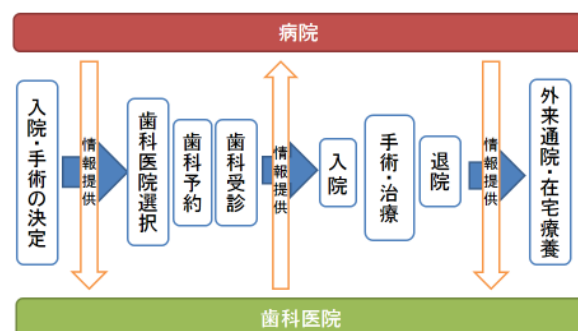 病院
入院・手術の決定
情報提供
歯科医院選択
歯科予約
歯科受診
情報提供
入院
手術・治療
退院
情報提供
外来通院・在宅療養
歯科医院